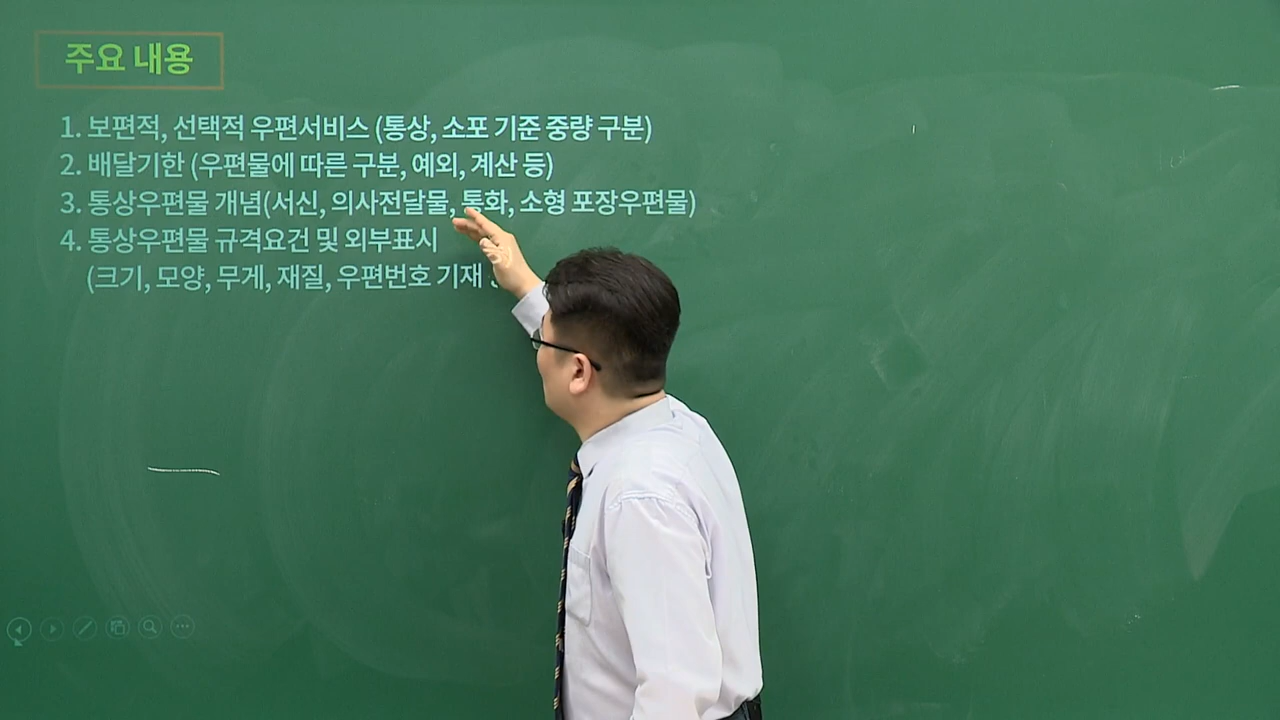 주요 내용
1. 보편적, 선택적 우편서비스 (통상, 소포 기준 중량 구분)
2. 배달기한 (우편물에 따른 구분, 예외, 계산 등)
3. 통상우편물 개념(서신, 의사전달물, 통화, 소형 포장우편물)
4. 통상우편물 규격요건 및 외부표시
(크기, 모양, 무게, 재질, 우편번호 기재